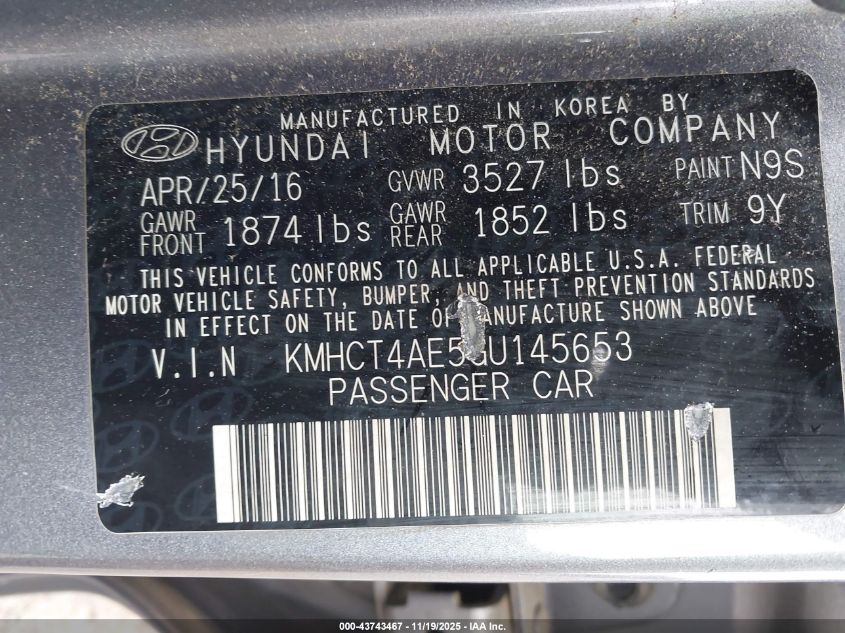 MANUFACTURED IN KOREA BY
HYUNDAI MOTOR COMPANY
APR/25/16 GVWR 3527 lbs PAINT N9S
GAWR FRONT 1874 lbs GAWR REAR 1852 lbs TRIM 9Y
THIS VEHICLE CONFORMS TO ALL APPLICABLE U.S.A. FEDERAL
MOTOR VEHICLE SAFETY, BUMPER, AND THEFT PREVENTION STANDARDS
IN EFFECT ON THE DATE OF MANUFACTURE SHOWN ABOVE
V.I.N KMHCT4AE5GU145653
PASSENGER CAR
000-43743467 - 11/19/2025 - IAA Inc.